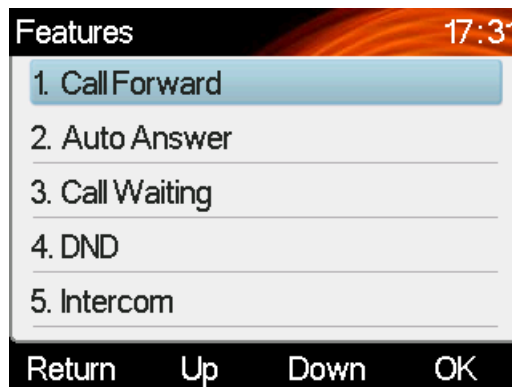 Features 17:31
1. Call Forward
2. Auto Answer
3. Call Waiting
4. DND
5. Intercom
Return Up Down OK